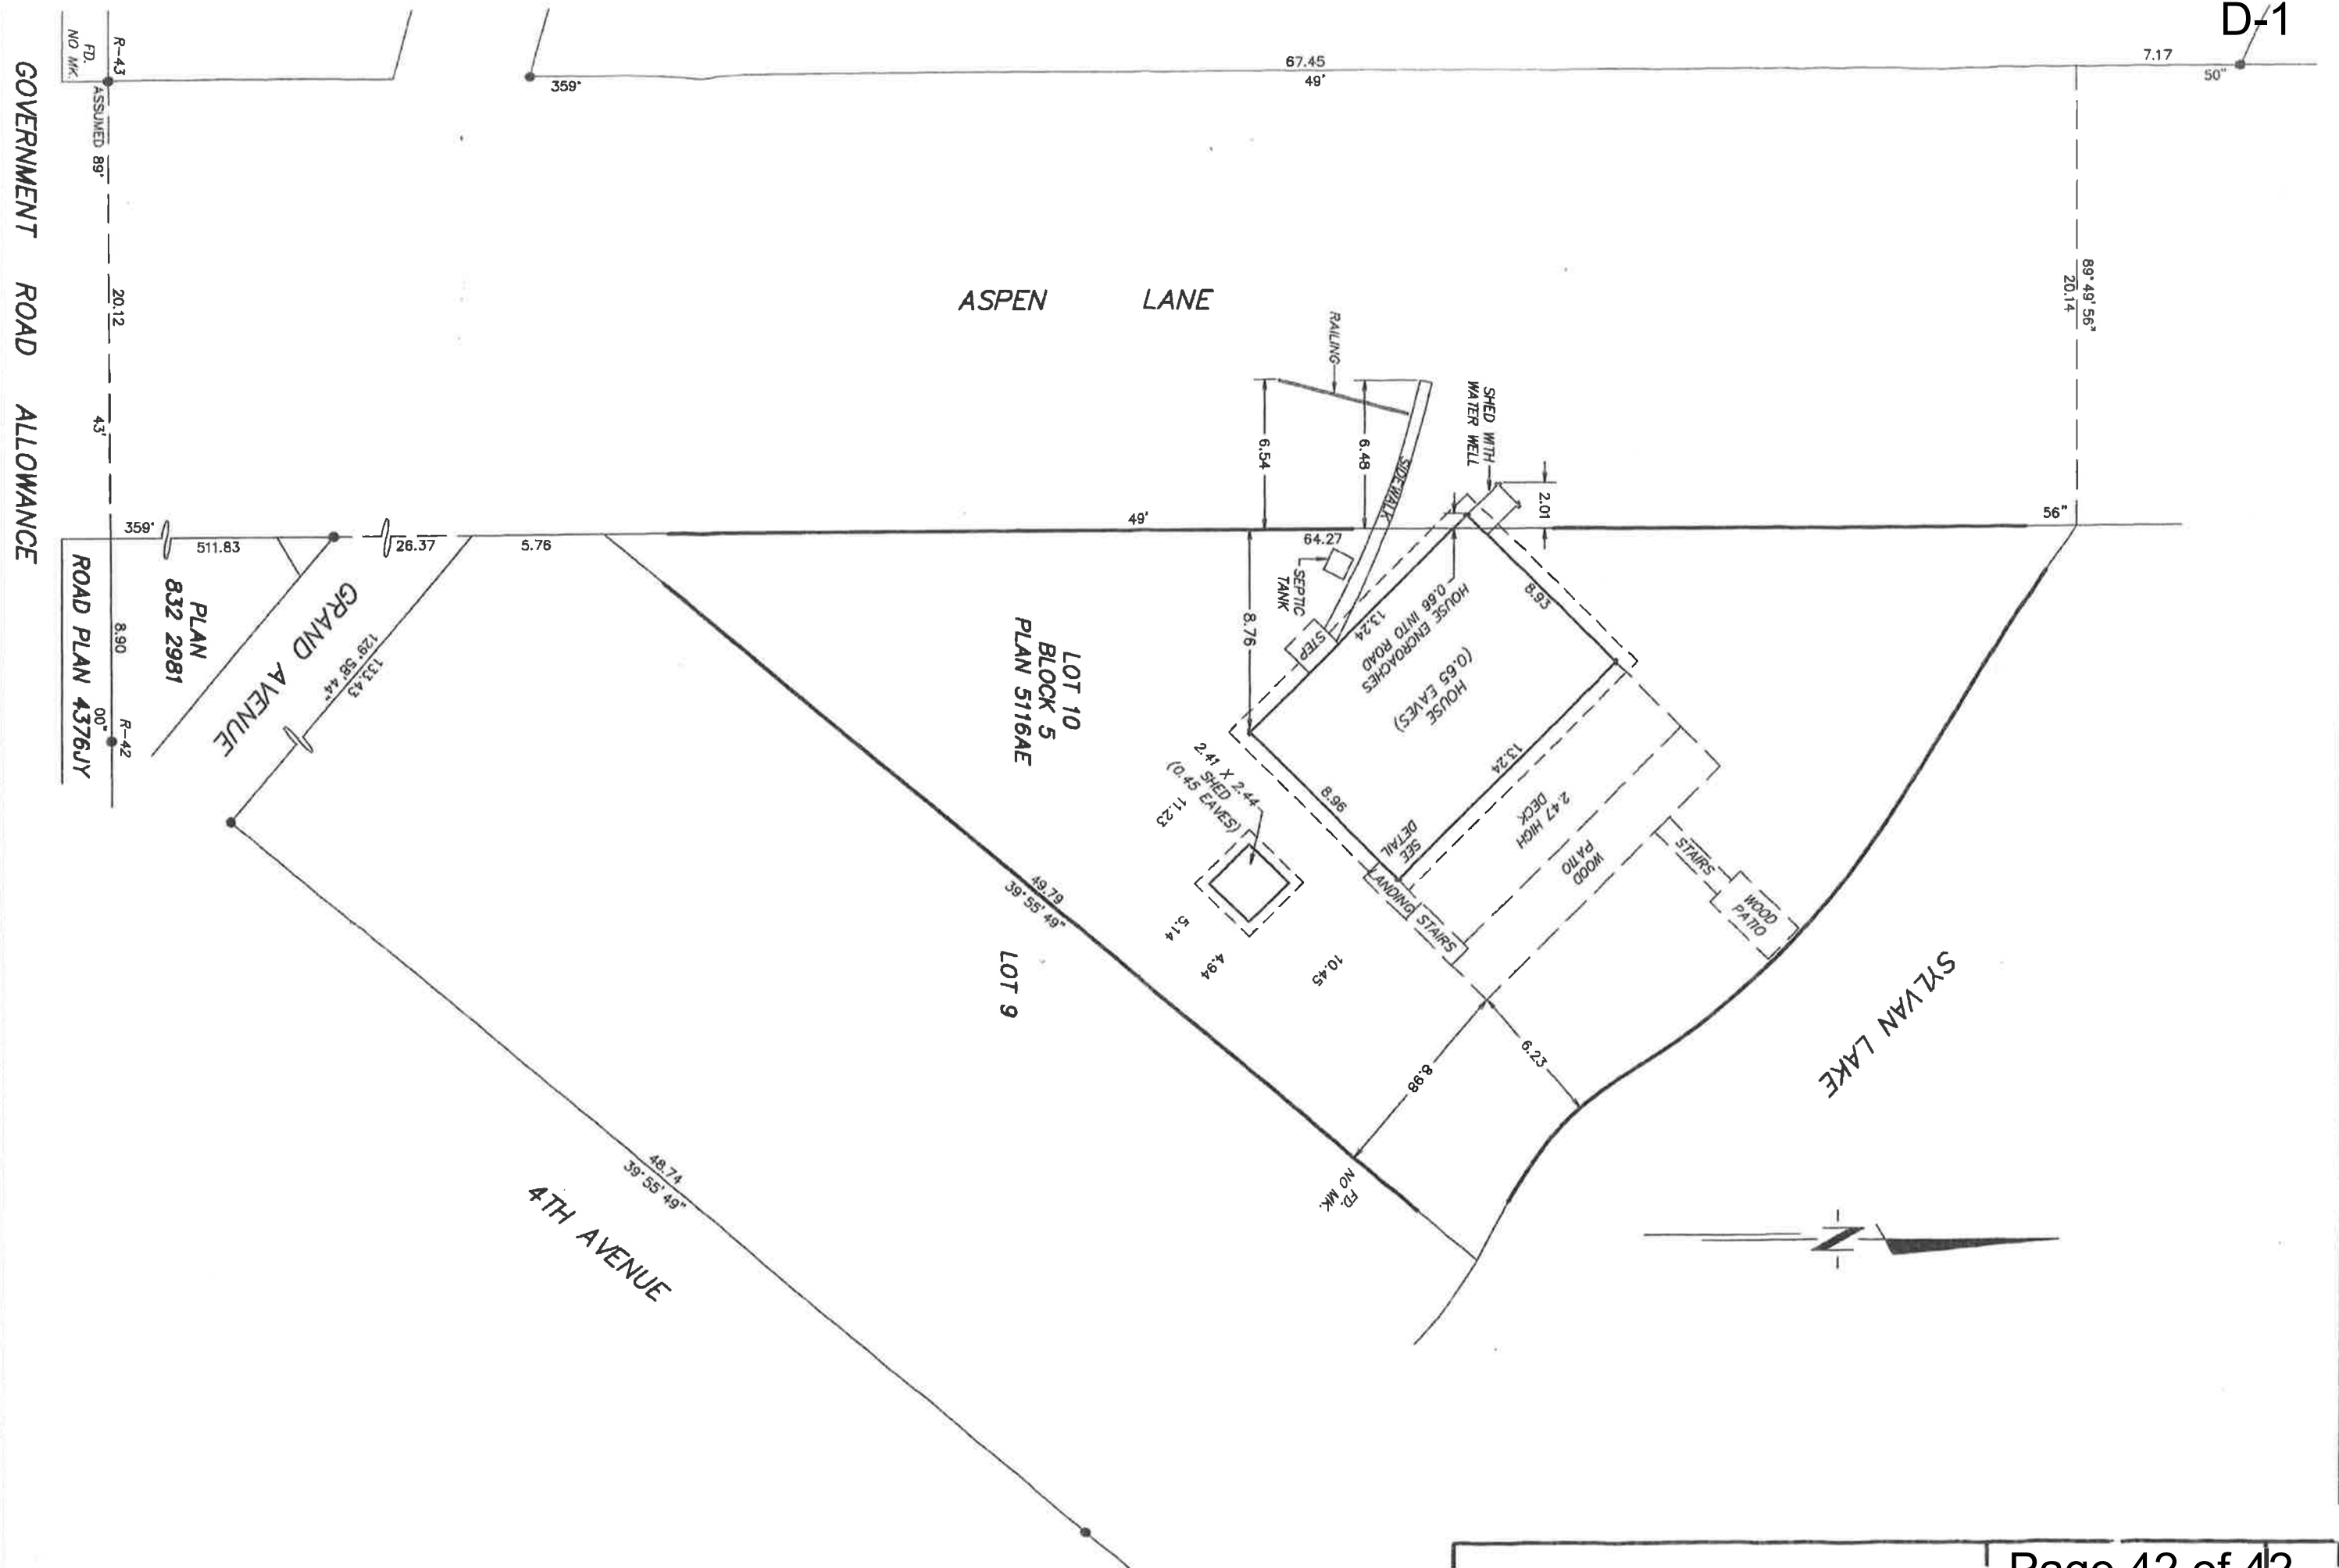 D-1
67.45
49'
359°
7.17
50"
R-43
FD.
NO MK.
ASSUMED 89°
20.12
43'
GOVERNMENT ROAD ALLOWANCE
ASPEN LANE
89° 49' 56"
20.14
RAILING
6.54
6.48
SIDEWALK
SHED WITH
WATER WELL
2.01
359°
511.83
26.37
5.76
49'
64.27
56"
8.90
R-42
00"
ROAD PLAN 4376JY
PLAN
832 2981
GRAND AVENUE
13.43
129° 58' 44"
SEPTIC
TANK
8.76
STEP
13.24
HOUSE ENCROACHES
0.66 INTO ROAD
HOUSE
(0.65 EAVES)
8.93
13.24
8.96
SEE
DETAIL
LANDING
STAIRS
2.47 HIGH
DECK
WOOD
PATIO
STAIRS
WOOD
PATIO
LOT 10
BLOCK 5
PLAN 5116AE
2.41 X 2.44
SHED
(0.45 EAVES)
11.23
5.14
4.94
10.45
49.79
39° 55' 49"
LOT 9
6.23
8.98
FD.
NO MK.
SYLVAN LAKE
48.74
39° 55' 49"
4TH AVENUE
N
Page 42 of 42